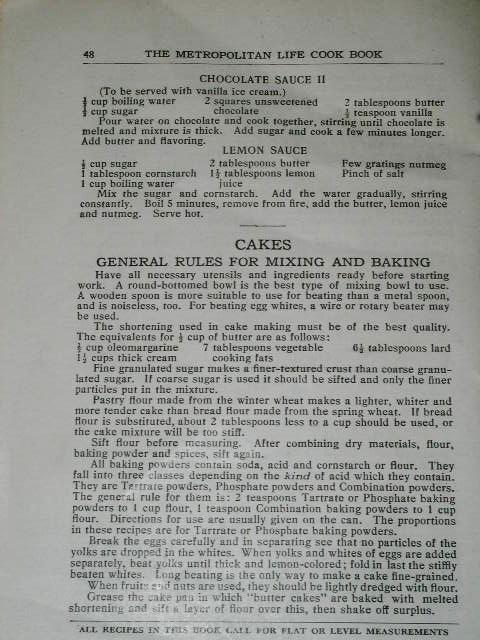 48 THE METROPOLITAN LIFE COOK BOOK
CHOCOLATE SAUCE II
(To be served with vanilla ice cream.)
½ cup boiling water 2 squares unsweetened 2 tablespoons butter
½ cup sugar chocolate ½ teaspoon vanilla
Pour water on chocolate and cook together, stirring until chocolate is
melted and mixture is thick. Add sugar and cook a few minutes longer.
Add butter and flavoring.
LEMON SAUCE
½ cup sugar 2 tablespoons butter Few gratings nutmeg
1 tablespoon cornstarch 1½ tablespoons lemon Pinch of salt
1 cup boiling water juice
Mix the sugar and cornstarch. Add the water gradually, stirring
constantly. Boil 5 minutes, remove from fire, add the butter, lemon juice
and nutmeg. Serve hot.
CAKES
GENERAL RULES FOR MIXING AND BAKING
Have all necessary utensils and ingredients ready before starting
work. A round-bottomed bowl is the best type of mixing bowl to use.
A wooden spoon is more suitable to use for beating than a metal spoon,
and is noiseless, too. For beating egg whites, a wire or rotary beater may
be used.
The shortening used in cake making must be of the best quality.
The equivalents for ½ cup of butter are as follows:
½ cup oleomargarine 7 tablespoons vegetable 6½ tablespoons lard
1½ cups thick cream cooking fats
Fine granulated sugar makes a finer-textured crust than coarse granu-
lated sugar. If coarse sugar is used it should be sifted and only the finer
particles put in the mixture.
Pastry flour made from the winter wheat makes a lighter, whiter and
more tender cake than bread flour made from the spring wheat. If bread
flour is substituted, about 2 tablespoons less to a cup should be used, or
the cake mixture will be too stiff.
Sift flour before measuring. After combining dry materials, flour,
baking powder and spices, sift again.
All baking powders contain soda, acid and cornstarch or flour. They
fall into three classes depending on the kind of acid which they contain.
They are Tartrate powders, Phosphate powders and Combination powders.
The general rule for them is: 2 teaspoons Tartrate or Phosphate baking
powders to 1 cup flour, 1 teaspoon Combination baking powders to 1 cup
flour. Directions for use are usually given on the can. The proportions
in these recipes are for Tartrate or Phosphate baking powders.
Break the eggs carefully and in separating see that no particles of the
yolks are dropped in the whites. When yolks and whites of eggs are added
separately, beat yolks until thick and lemon-colored; fold in last the stiffly
beaten whites. Long beating is the only way to make a cake fine-grained.
When fruits and nuts are used, they should be lightly dredged with flour.
Grease the cake pan in which "butter cakes" are baked with melted
shortening and sift a layer of flour over this, then shake off surplus.
ALL RECIPES IN THIS BOOK CALL FOR FLAT OR LEVEL MEASUREMENTS